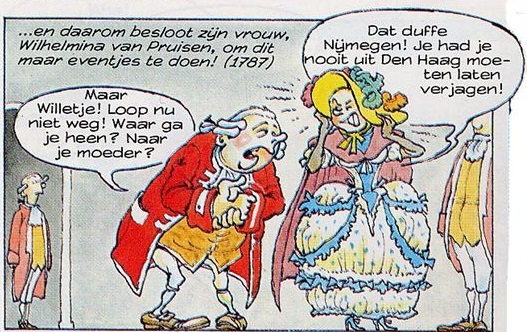 ...en daarom besloot zijn vrouw,
Wilhelmina van Pruisen, om dit
maar eventjes te doen! (1787)
Maar
Willetje! Loop nu
niet weg! Waar ga
je heen? Naar
je moeder?
Dat duffe
Nijmegen! Je had je
nooit uit Den Haag moe-
ten laten
verjagen!